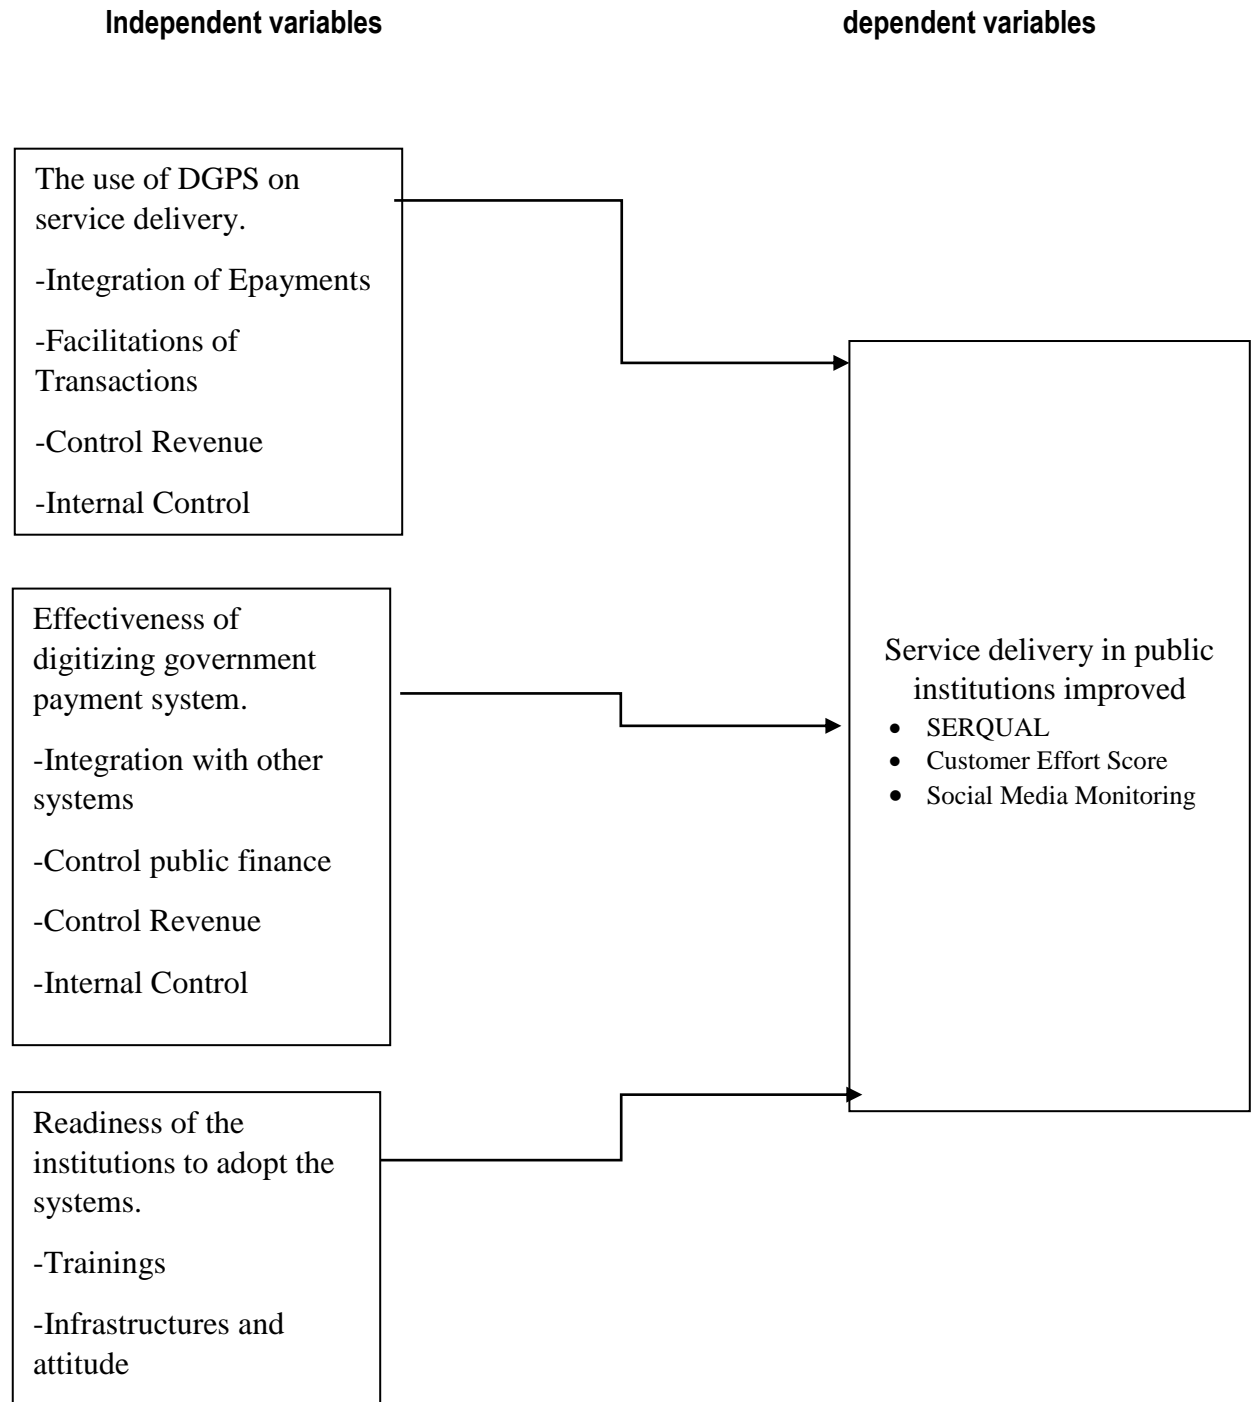 Independent variables
dependent variables
The use of DGPS on
service delivery.
-Integration of Epayments
-Facilitations of
Transactions
-Control Revenue
-Internal Control
Effectiveness of
digitizing government
payment system.
-Integration with other
systems
-Control public finance
-Control Revenue
-Internal Control
Readiness of the
institutions to adopt the
systems.
-Trainings
-Infrastructures and
attitude
Service delivery in public
institutions improved
• SERQUAL
• Customer Effort Score
• Social Media Monitoring